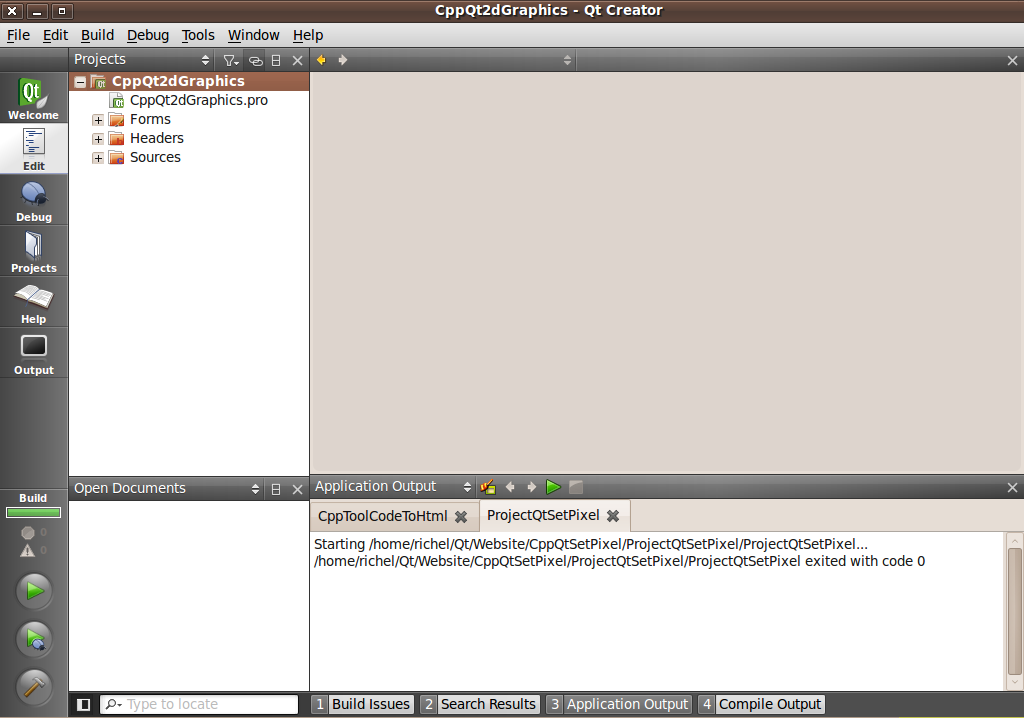 CppQt2dGraphics - Qt Creator
File Edit Build Debug Tools Window Help
Projects
Qt
Welcome
Edit
Debug
Projects
Help
Output
CppQt2dGraphics
CppQt2dGraphics.pro
Forms
Headers
Sources
Open Documents
Application Output
CppToolCodeToHtml
ProjectQtSetPixel
Starting /home/richel/Qt/Website/CppQtSetPixel/ProjectQtSetPixel/ProjectQtSetPixel...
/home/richel/Qt/Website/CppQtSetPixel/ProjectQtSetPixel/ProjectQtSetPixel exited with code 0
Build
0
0
Type to locate
1 Build Issues
2 Search Results
3 Application Output
4 Compile Output